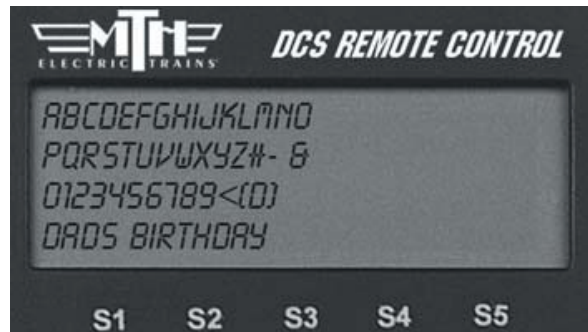 MTH
ELECTRIC TRAINS
DCS REMOTE CONTROL
ABCDEFGHIJKLMNO
PQRSTUVWXYZ#- &
0123456789<(D)
DADS BIRTHDAY
S1 S2 S3 S4 S5